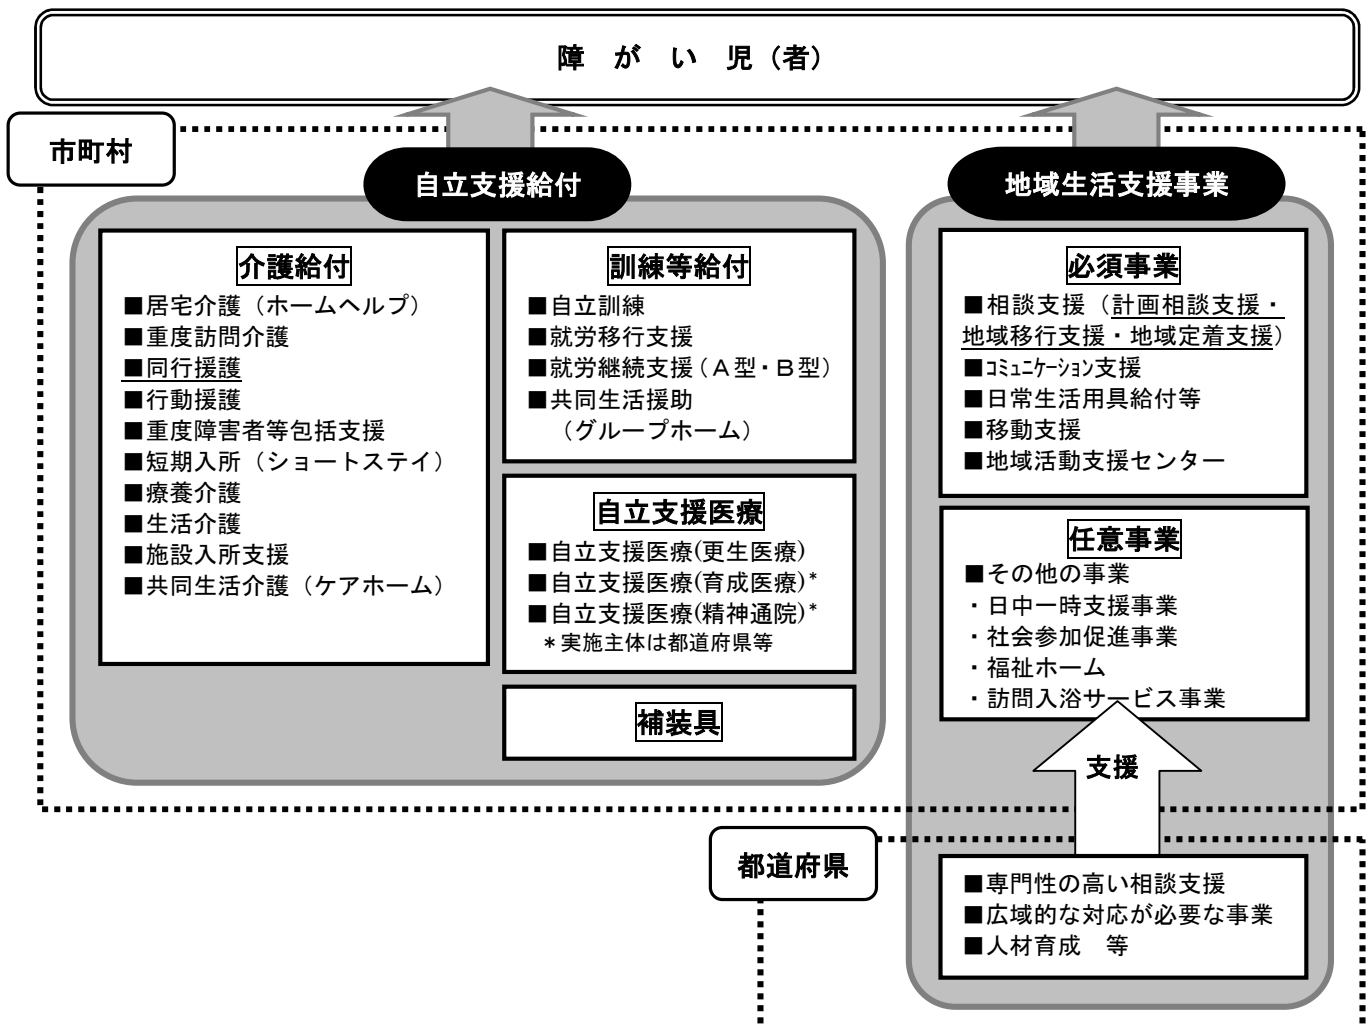 障　が　い　児（者）
市町村
自立支援給付
介護給付
■居宅介護（ホームヘルプ）
■重度訪問介護
■同行援護
■行動援護
■重度障害者等包括支援
■短期入所（ショートステイ）
■療養介護
■生活介護
■施設入所支援
■共同生活介護（ケアホーム）
訓練等給付
■自立訓練
■就労移行支援
■就労継続支援（Ａ型・Ｂ型）
■共同生活援助
（グループホーム）
自立支援医療
■自立支援医療(更生医療)
■自立支援医療(育成医療)*
■自立支援医療(精神通院)*
＊実施主体は都道府県等
補装具
地域生活支援事業
必須事業
■相談支援（計画相談支援・
地域移行支援・地域定着支援）
■ｺﾐｭﾆｹｰｼｮﾝ支援
■日常生活用具給付等
■移動支援
■地域活動支援センター
任意事業
■その他の事業
・日中一時支援事業
・社会参加促進事業
・福祉ホーム
・訪問入浴サービス事業
支援
都道府県
■専門性の高い相談支援
■広域的な対応が必要な事業
■人材育成　等